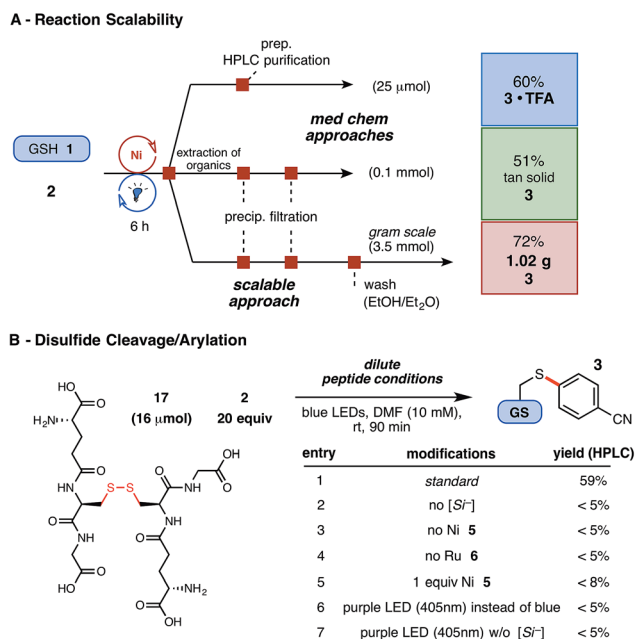 A - Reaction Scalability
prep.
HPLC purification
(25 μmol)
60%
3 • TFA
med chem
approaches
GSH 1
Ni
extraction of
organics
(0.1 mmol)
51%
tan solid
3
2
6 h
precip. filtration
gram scale
(3.5 mmol)
72%
1.02 g
3
scalable
approach
wash
(EtOH/Et2O)
B - Disulfide Cleavage/Arylation
17
(16 μmol)
2
20 equiv
dilute
peptide conditions
blue LEDs, DMF (10 mM),
rt, 90 min
3
S
GS
CN
HO
O
H2N
O
HN
S–S
O
NH
OH
O
O
NH
NH
O
O
HO
NH2
O
OH
entry modifications yield (HPLC)
1 standard 59%
2 no [Si–] < 5%
3 no Ni 5 < 5%
4 no Ru 6 < 5%
5 1 equiv Ni 5 < 8%
6 purple LED (405nm) instead of blue < 5%
7 purple LED (405nm) w/o [Si–] < 5%